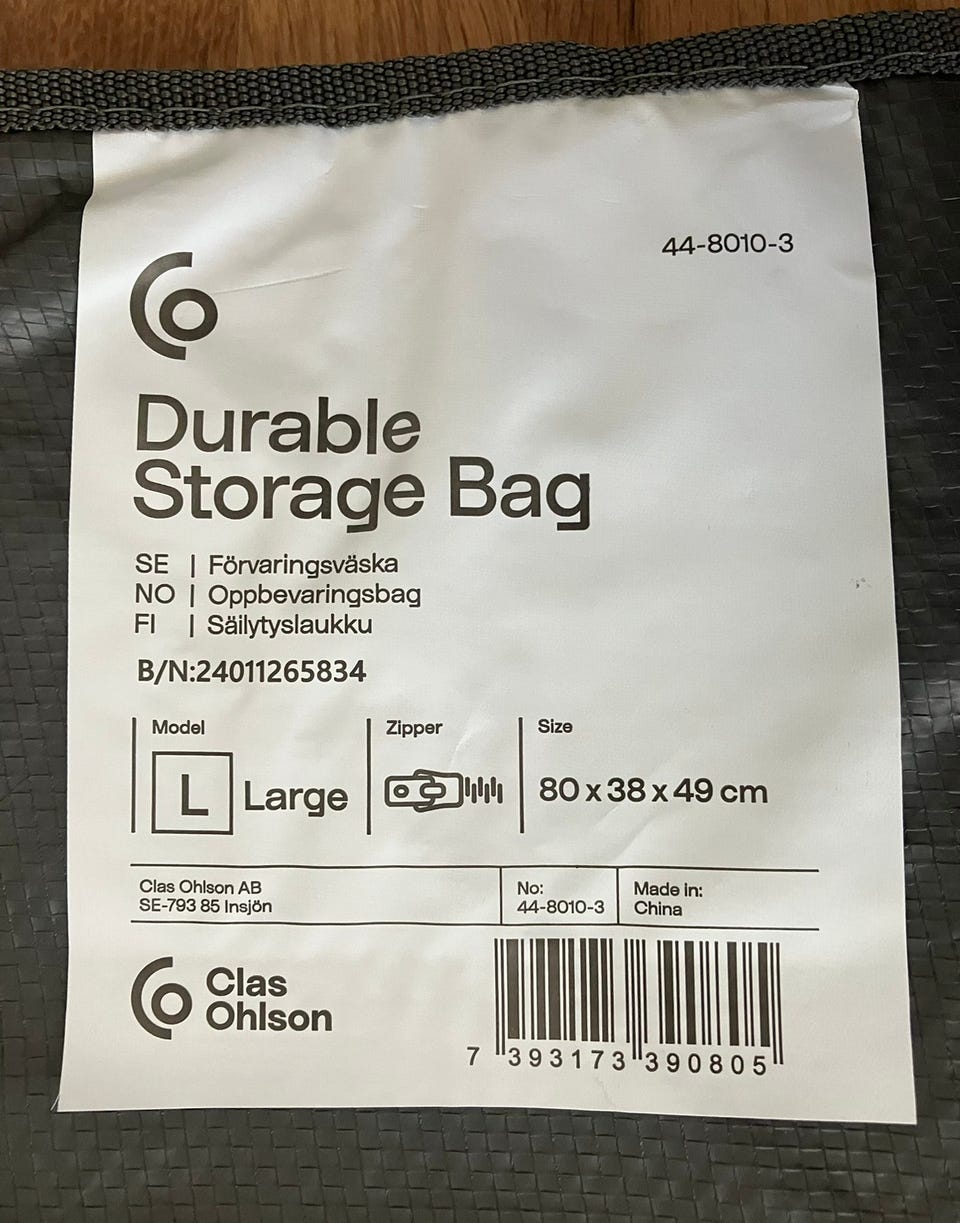 44-8010-3
Durable
Storage Bag
SE | Förvaringsväska
NO | Oppbevaringsbag
FI | Säilytyslaukku
B/N:24011265834
Model
L Large
Zipper
Size
80 x 38 x 49 cm
Clas Ohlson AB
SE-793 85 Insjön
No:
44-8010-3
Made in:
China
Clas
Ohlson
7 393173 390805